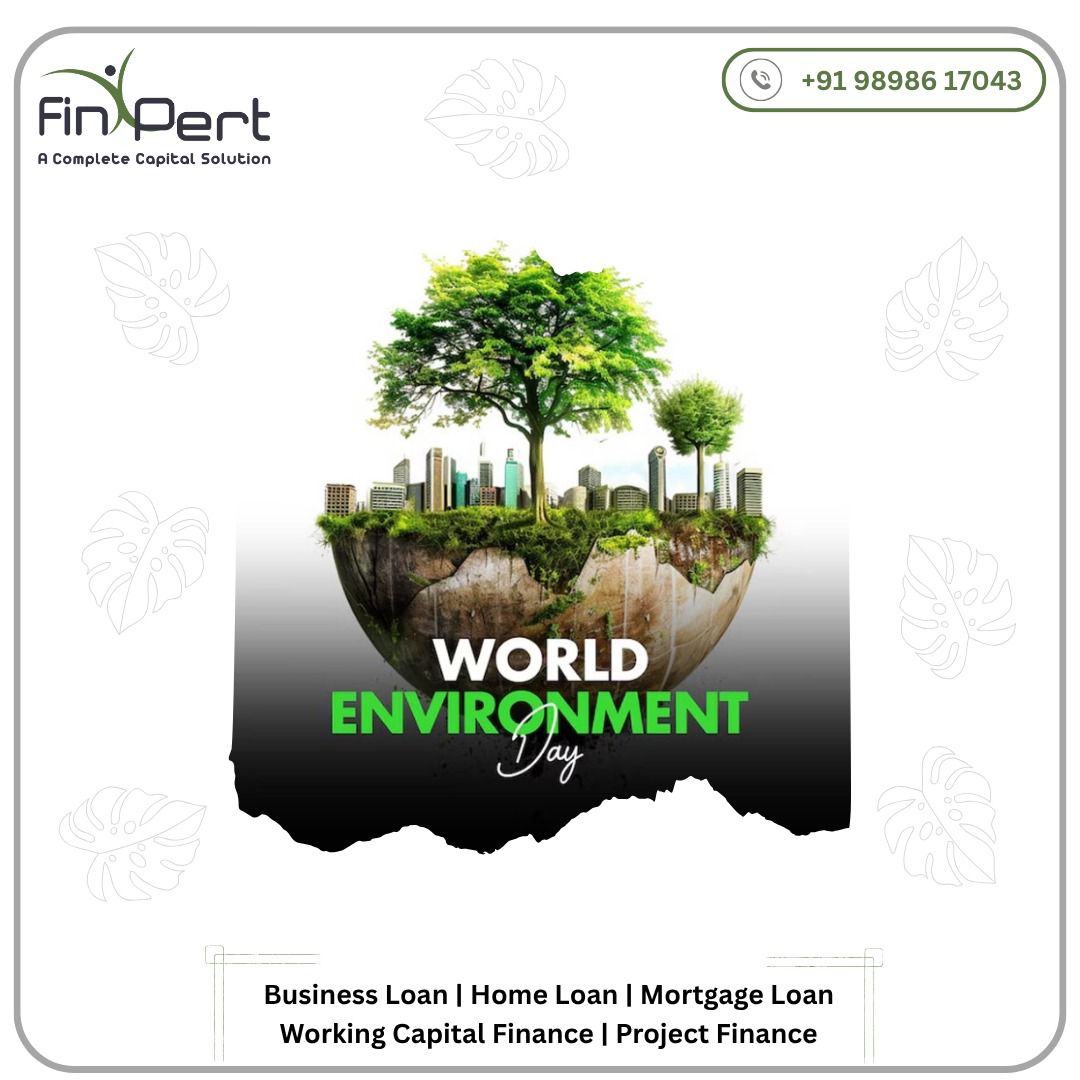 FinPert
A Complete Capital Solution
+91 98986 17043
WORLD
ENVIRONMENT
Day
Business Loan | Home Loan | Mortgage Loan
Working Capital Finance | Project Finance